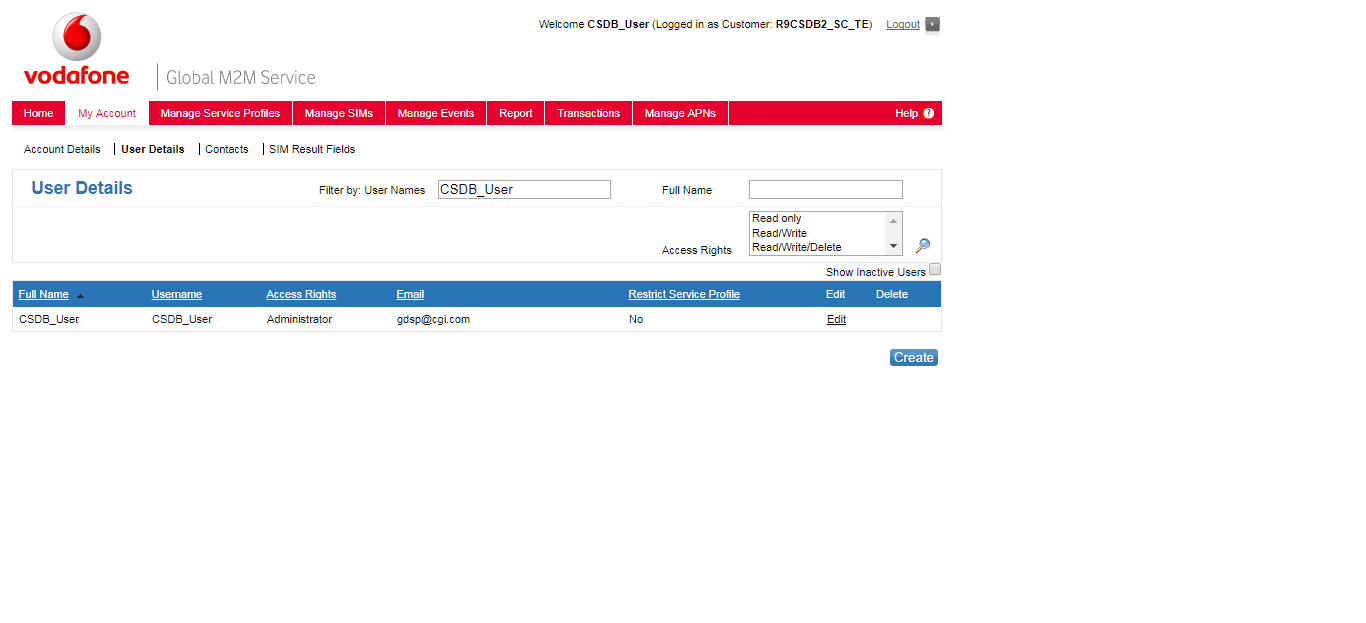 Welcome CSDB_User (Logged in as Customer: R9CSDB2_SC_TE) Logout
vodafone Global M2M Service
Home My Account Manage Service Profiles Manage SIMs Manage Events Report Transactions Manage APNs Help ?
Account Details User Details Contacts SIM Result Fields
User Details Filter by: User Names CSDB_User Full Name
Read only
Read/Write
Access Rights Read/Write/Delete
Show Inactive Users
Full Name Username Access Rights Email Restrict Service Profile Edit Delete
CSDB_User CSDB_User Administrator gdsp@cgi.com No Edit
Create